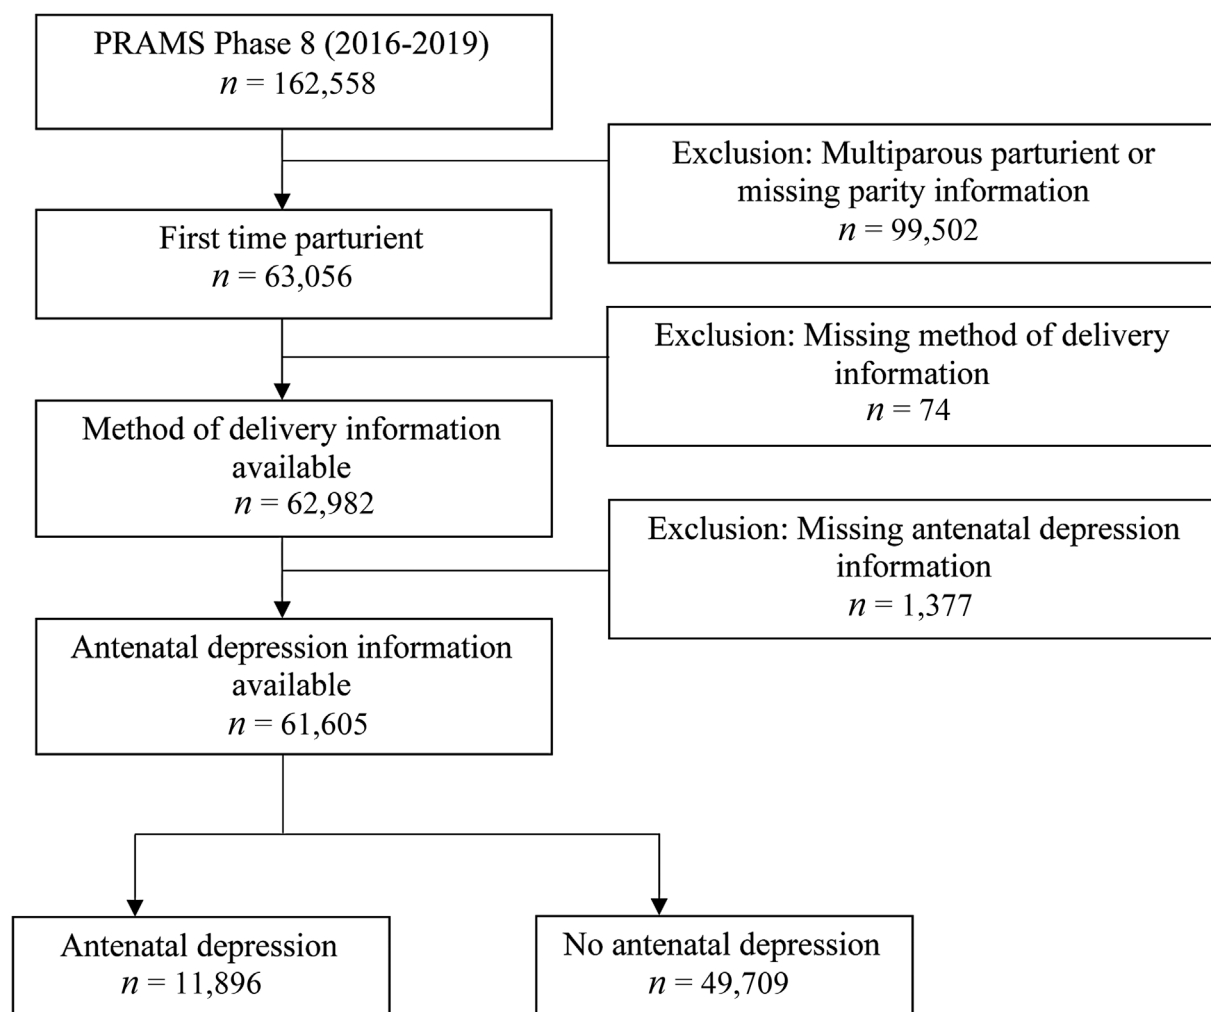 PRAMS Phase 8 (2016-2019)
n = 162,558
Exclusion: Multiparous parturient or
missing parity information
n = 99,502
First time parturient
n = 63,056
Exclusion: Missing method of delivery
information
n = 74
Method of delivery information
available
n = 62,982
Exclusion: Missing antenatal depression
information
n = 1,377
Antenatal depression information
available
n = 61,605
Antenatal depression
n = 11,896
No antenatal depression
n = 49,709